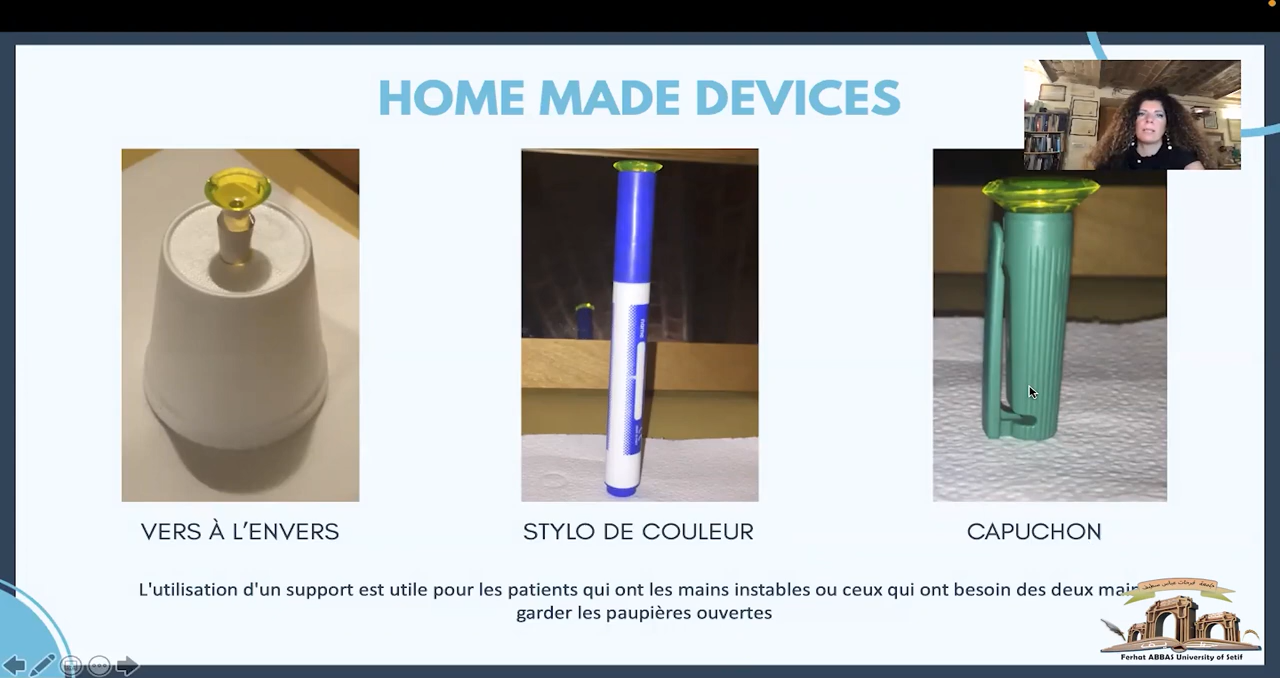 HOME MADE DEVICES
VERS À L'ENVERS
STYLO DE COULEUR
CAPUCHON
L'utilisation d'un support est utile pour les patients qui ont les mains instables ou ceux qui ont besoin des deux
garder les paupières ouvertes
Ferhat ABBAS University of Setif